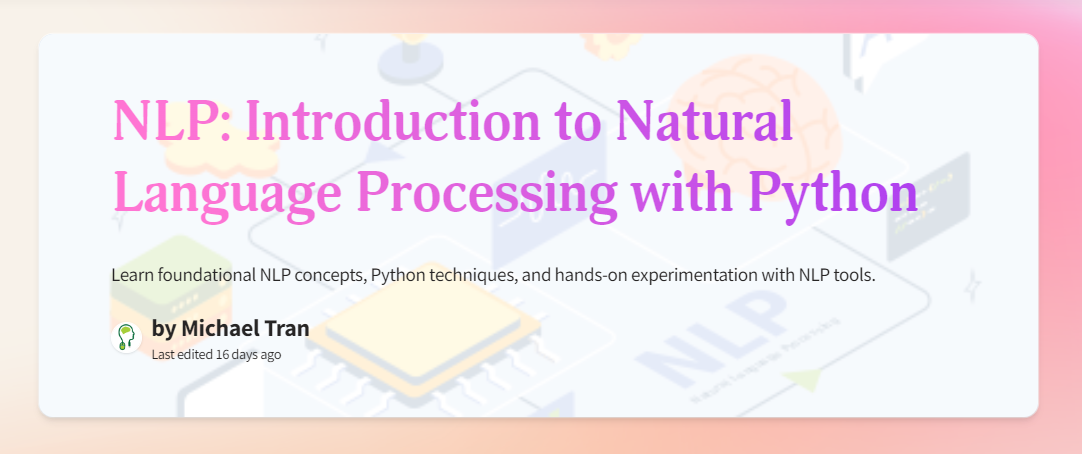 NLP: Introduction to Natural
Language Processing with Python
Learn foundational NLP concepts, Python techniques, and hands-on experimentation with NLP tools.
by Michael Tran
Last edited 16 days ago
NLP